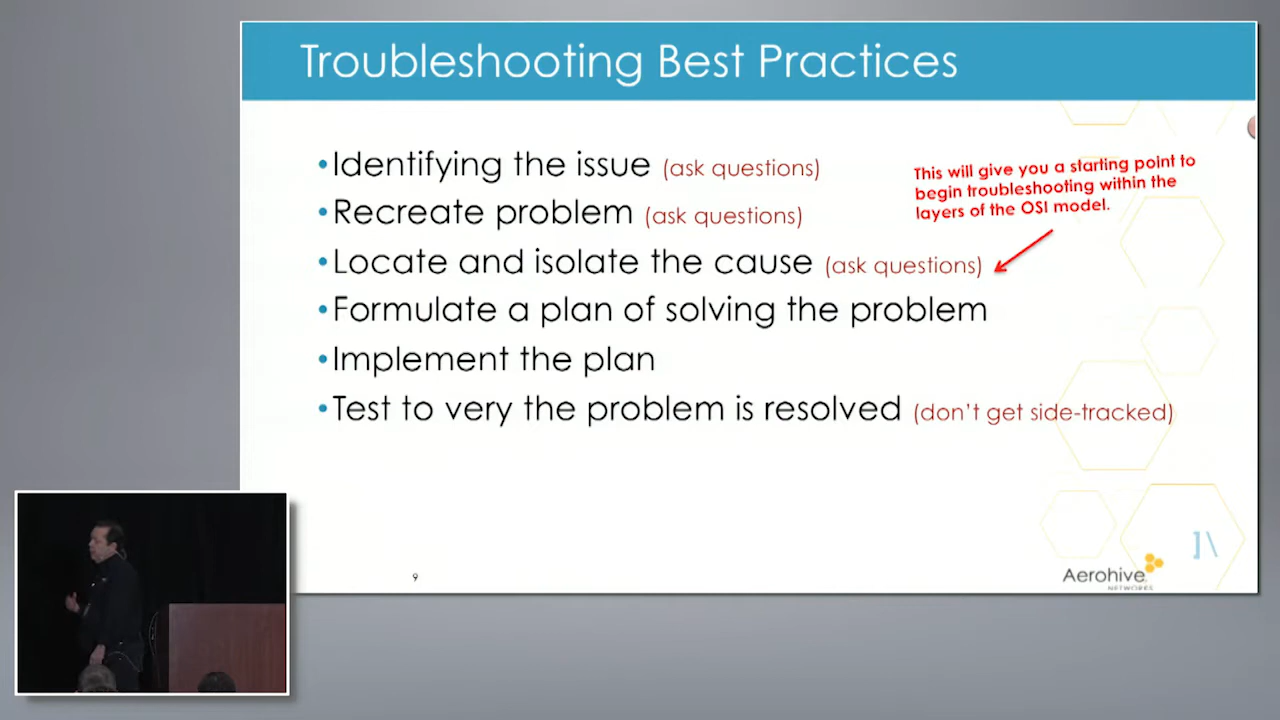 Troubleshooting Best Practices
•Identifying the issue (ask questions)
•Recreate problem (ask questions)
•Locate and isolate the cause (ask questions)
•Formulate a plan of solving the problem
•Implement the plan
•Test to very the problem is resolved (don't get side-tracked)
This will give you a starting point to
begin troubleshooting within the
layers of the OSI model.
9
Aerohive
NETWORKS